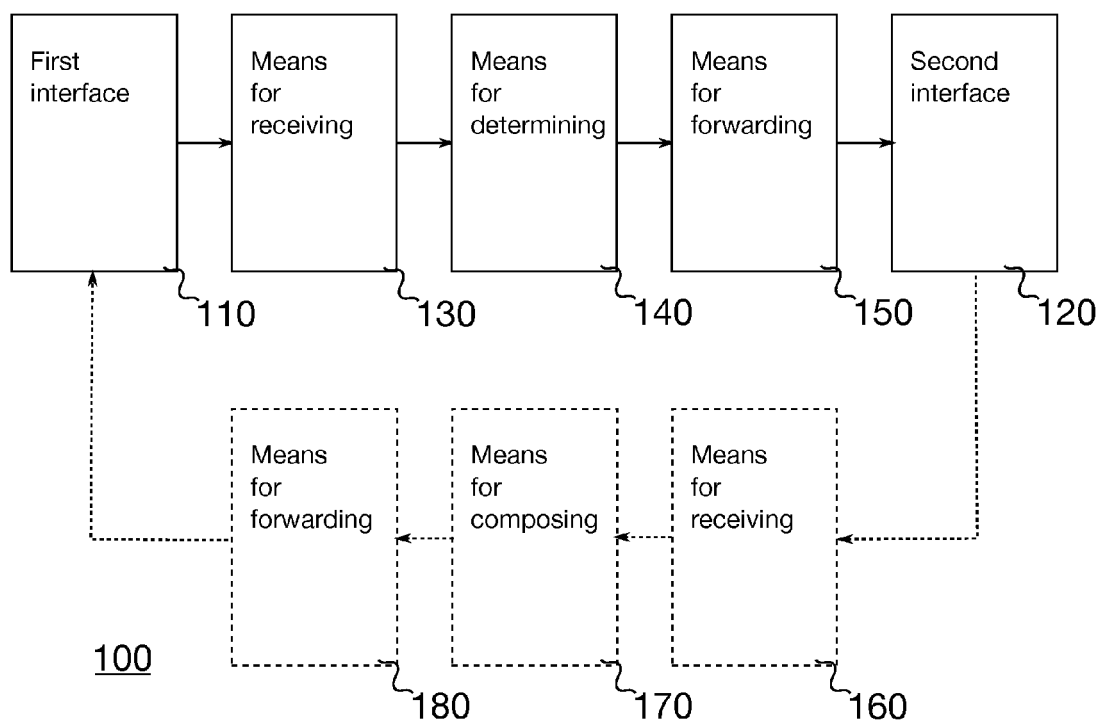 First
interface
Means
for
receiving
Means
for
determining
Means
for
forwarding
Second
interface
110
130
140
150
120
Means
for
forwarding
Means
for
composing
Means
for
receiving
100
180
170
160